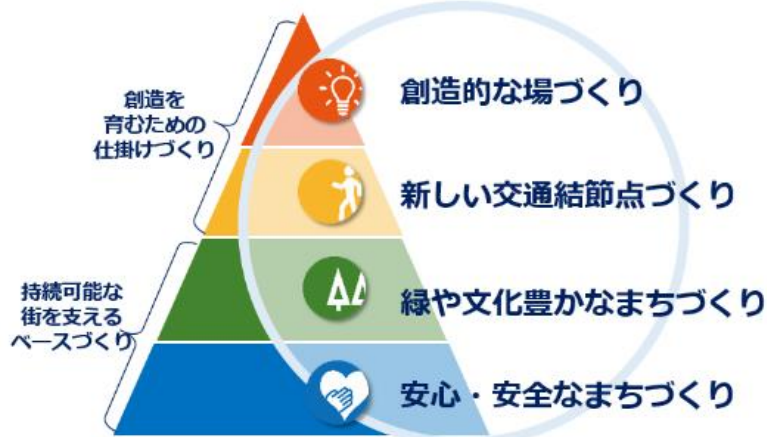 創造を
育むための
仕掛けづくり
創造的な場づくり
新しい交通結節点づくり
持続可能な
街を支える
ベースづくり
緑や文化豊かなまちづくり
安心・安全なまちづくり